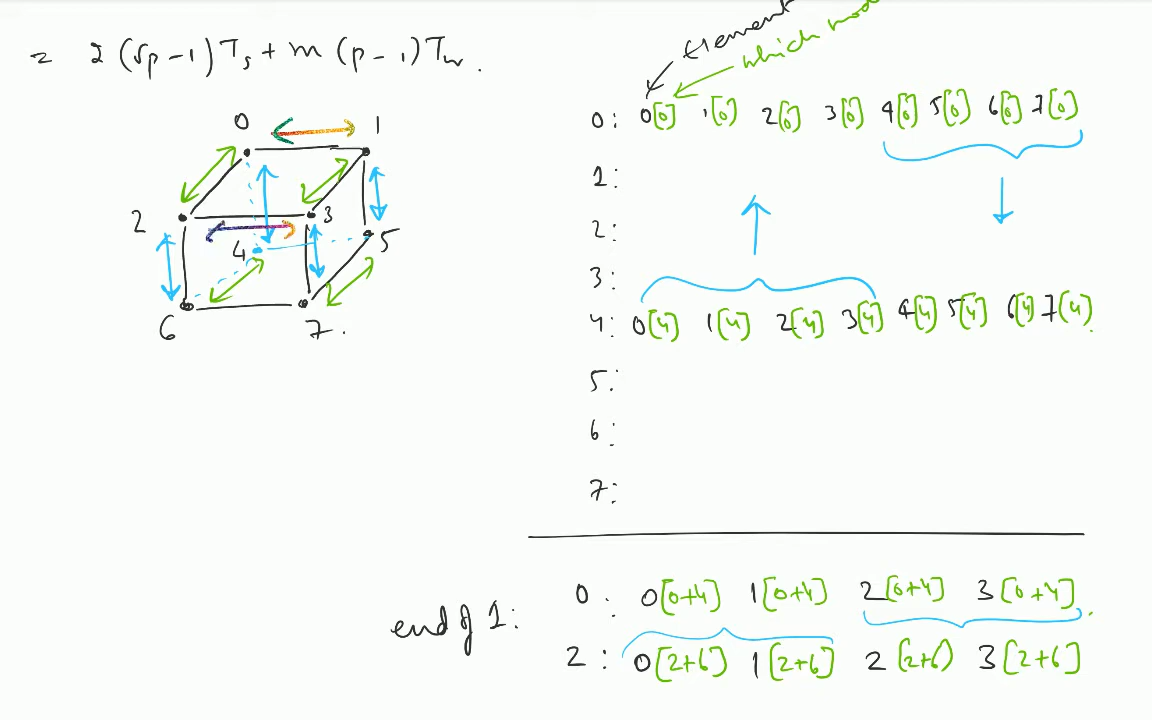 = 2 (√p - 1) Ts + m (p - 1) Tw .
element
which
0: 0[0] 1[0] 2[0] 3[0] 4[0] 5[0] 6[0] 7[0]
1:
2:
3:
4: 0[4] 1[4] 2[4] 3[4] 4[4] 5[4] 6[4] 7[4].
5:
6:
7:
0 1
2 3
4 5
6 7.
end of 1:
0: 0[0+4] 1[0+4] 2[0+4] 3[0+4].
2: 0[2+6] 1[2+6] 2[2+6] 3[2+6]